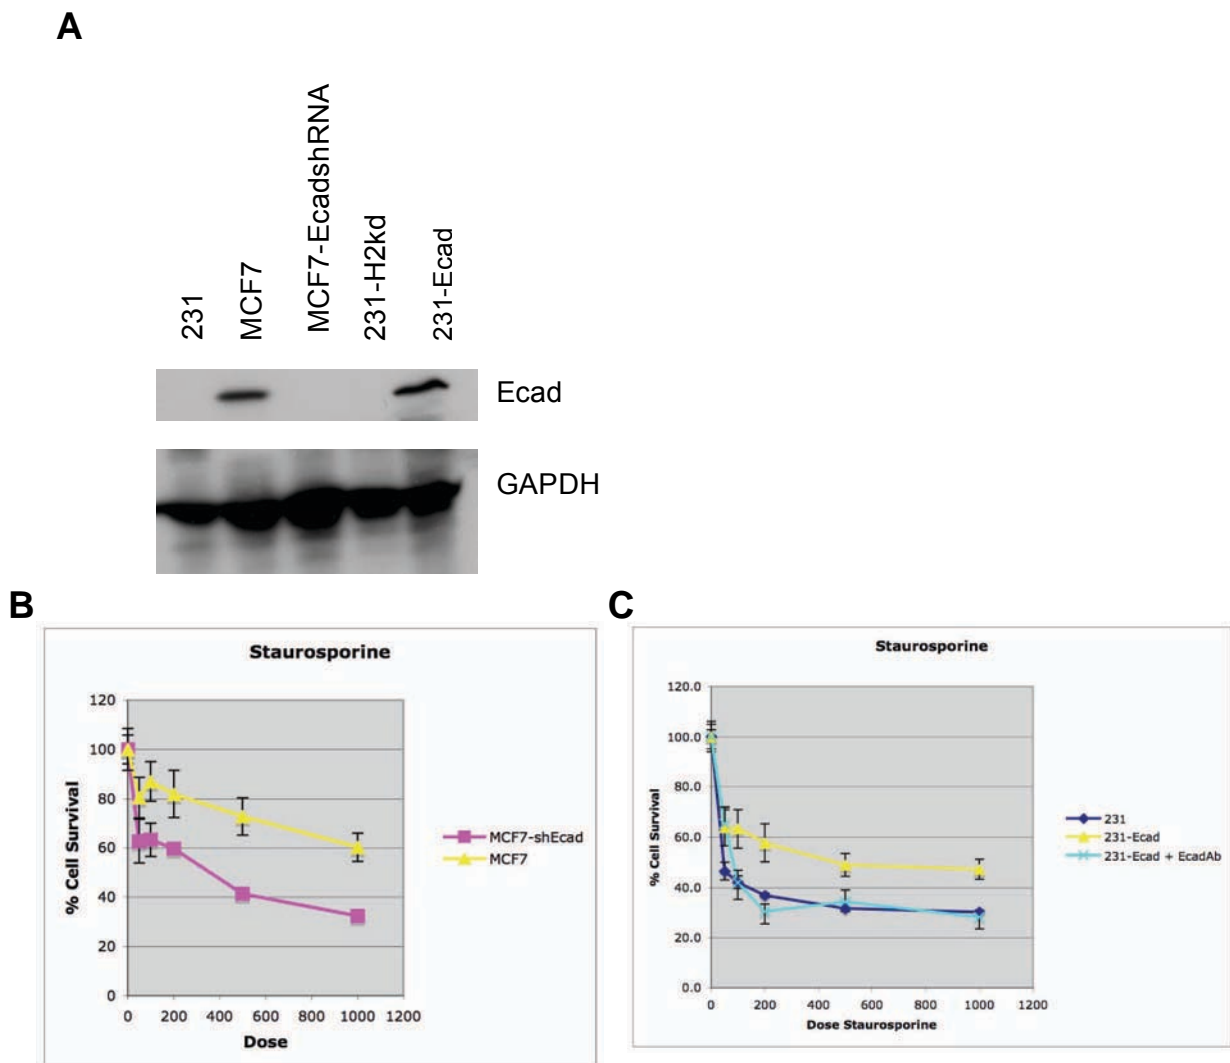 A
231
MCF7
MCF7-EcadshRNA
231-H2kd
231-Ecad
Ecad
GAPDH
B
Staurosporine
120
100
80
60
40
20
0
0 200 400 600 800 1000 1200
% Cell Survival
Dose
MCF7-shEcad
MCF7
C
Staurosporine
120.0
100.0
80.0
60.0
40.0
20.0
0.0
0 200 400 600 800 1000 1200
% Cell Survival
Dose Staurosporine
231
231-Ecad
231-Ecad + EcadAb